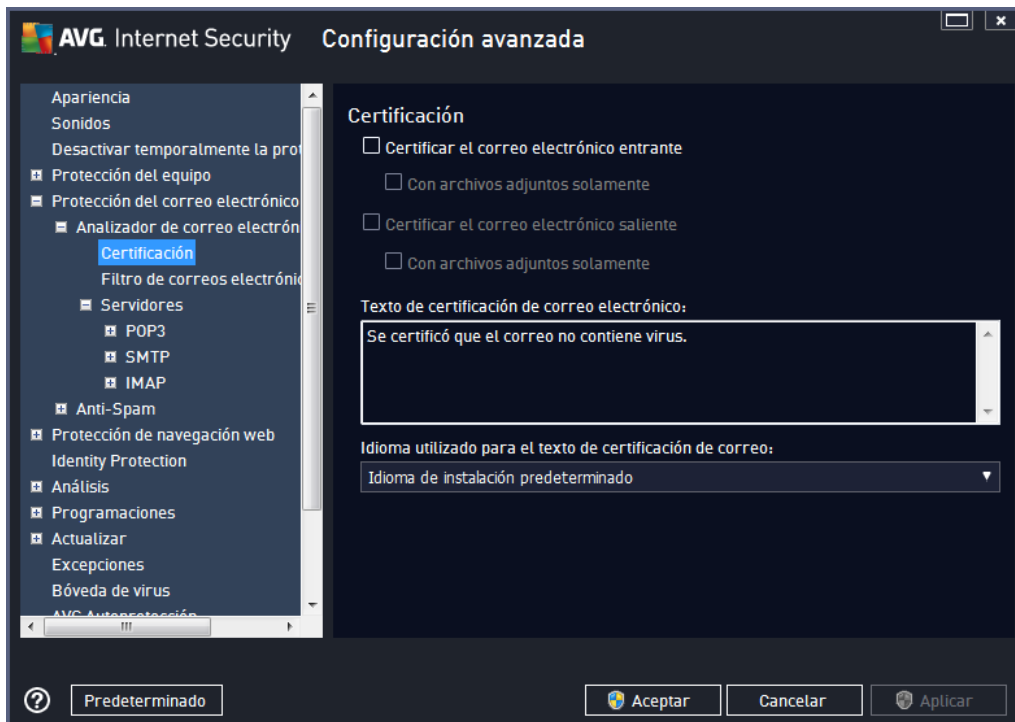 AVG. Internet Security
Configuración avanzada
Apariencia
Sonidos
Desactivar temporalmente la prot
Protección del equipo
Protección del correo electrónico
Analizador de correo electrón
Certificación
Filtro de correos electrónic
Servidores
POP3
SMTP
IMAP
Anti-Spam
Protección de navegación web
Identity Protection
Análisis
Programaciones
Actualizar
Excepciones
Bóveda de virus
AVG Autoprotección
Certificación
Certificar el correo electrónico entrante
Con archivos adjuntos solamente
Certificar el correo electrónico saliente
Con archivos adjuntos solamente
Texto de certificación de correo electrónico:
Se certificó que el correo no contiene virus.
Idioma utilizado para el texto de certificación de correo:
Idioma de instalación predeterminado
Predeterminado
Aceptar
Cancelar
Aplicar